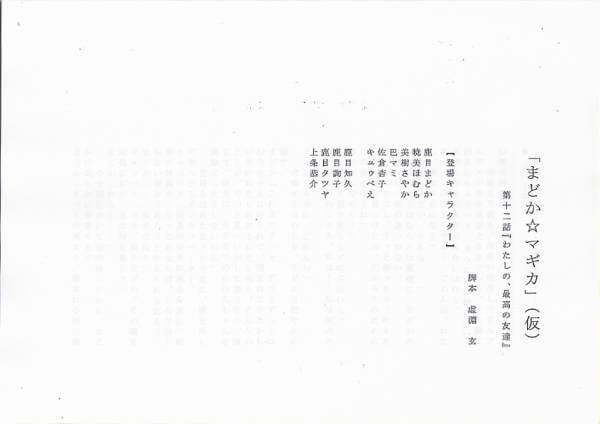 「まどか☆マギカ」（仮）
第十二話『わたしの、最高の友達』
脚本　虚淵　玄
【登場キャラクター】
鹿目まどか
暁美ほむら
美樹さやか
巴マミ
佐倉杏子
キュゥべえ
鹿目知久
鹿目詢子
鹿目タツヤ
上条恭介